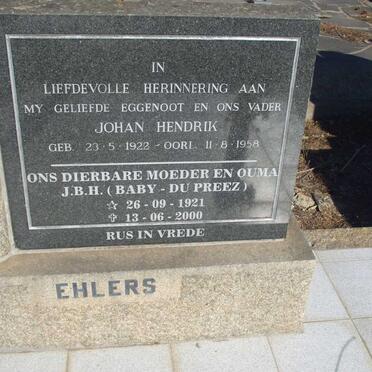 IN
LIEFDEVOLLE HERINNERING AAN
MY GELIEFDE EGGENOOT EN ONS VADER
JOHAN HENDRIK
GEB. 23·5·1922 - OORL. 11·8·1958
ONS DIERBARE MOEDER EN OUMA
J.B.H. ( BABY - DU PREEZ )
☆ 26 - 09 - 1921
✞ 13 - 06 - 2000
RUS IN VREDE
EHLERS